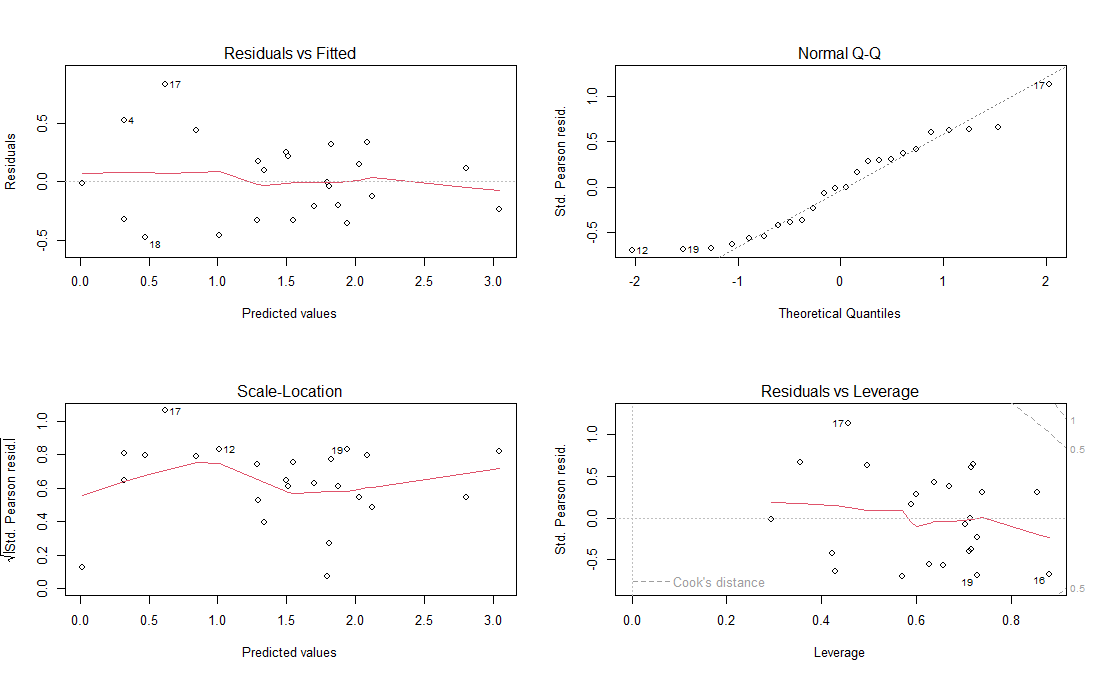 Residuals vs Fitted
Residuals
-0.5 0.0 0.5
17
4
18
0.0 0.5 1.0 1.5 2.0 2.5 3.0
Predicted values
Normal Q-Q
Std. Pearson resid.
-0.5 0.0 0.5 1.0
17
12
19
-2 -1 0 1 2
Theoretical Quantiles
Scale-Location
√|Std. Pearson resid.|
0.0 0.2 0.4 0.6 0.8 1.0
17
12
19
0.0 0.5 1.0 1.5 2.0 2.5 3.0
Predicted values
Residuals vs Leverage
Std. Pearson resid.
-0.5 0.0 0.5 1.0
17
1
0.5
Cook's distance
19
16
0.5
0.0 0.2 0.4 0.6 0.8
Leverage